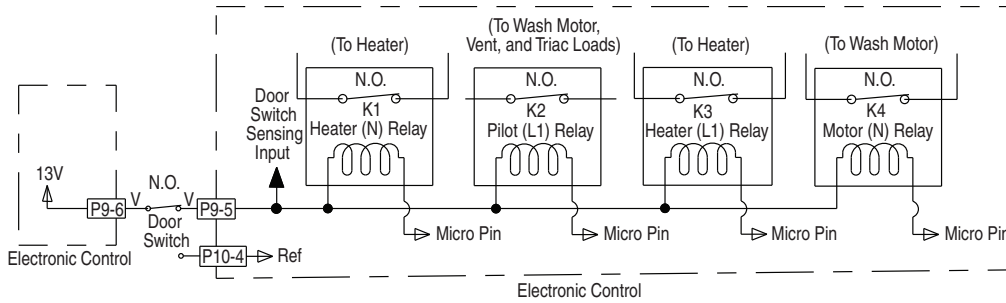 (To Heater)
N.O.
K1
Heater (N) Relay
(To Wash Motor,
Vent, and Triac Loads)
N.O.
K2
Pilot (L1) Relay
(To Heater)
N.O.
K3
Heater (L1) Relay
(To Wash Motor)
N.O.
K4
Motor (N) Relay
Door
Switch
Sensing
Input
13V
P9-6
V
N.O.
V
P9-5
Door
Switch
P10-4
Ref
Micro Pin
Micro Pin
Micro Pin
Micro Pin
Electronic Control
Electronic Control